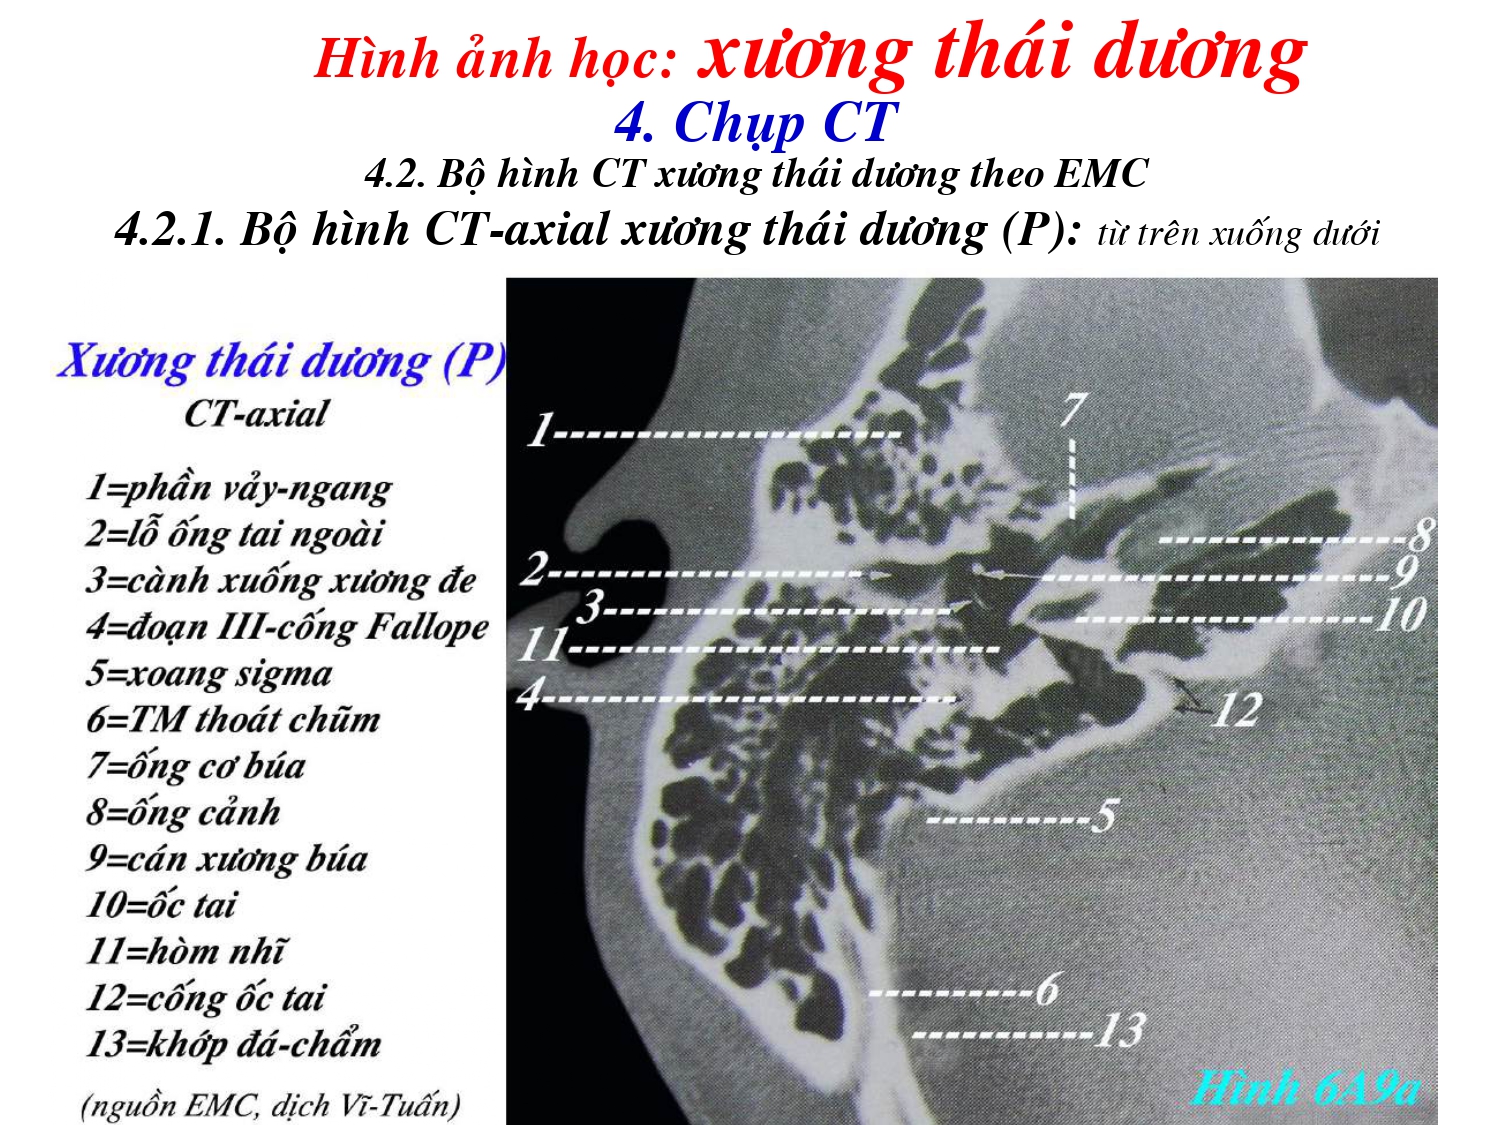 Hình ảnh học: xương thái dương
4. Chụp CT
4.2. Bộ hình CT xương thái dương theo EMC
4.2.1. Bộ hình CT-axial xương thái dương (P): từ trên xuống dưới
Xương thái dương (P)
CT-axial
1=phần vảy-ngang
2=lỗ ống tai ngoài
3=cành xuống xương đe
4=đoạn III-cống Fallope
5=xoang sigma
6=TM thoát chũm
7=ống cơ búa
8=ống cảnh
9=cán xương búa
10=ốc tai
11=hòm nhĩ
12=cống ốc tai
13=khớp đá-chẩm
(nguồn EMC, dịch Vĩ-Tuấn)
1
7
8
2
9
3
10
11
4
12
5
6
13
Hình 6A9a